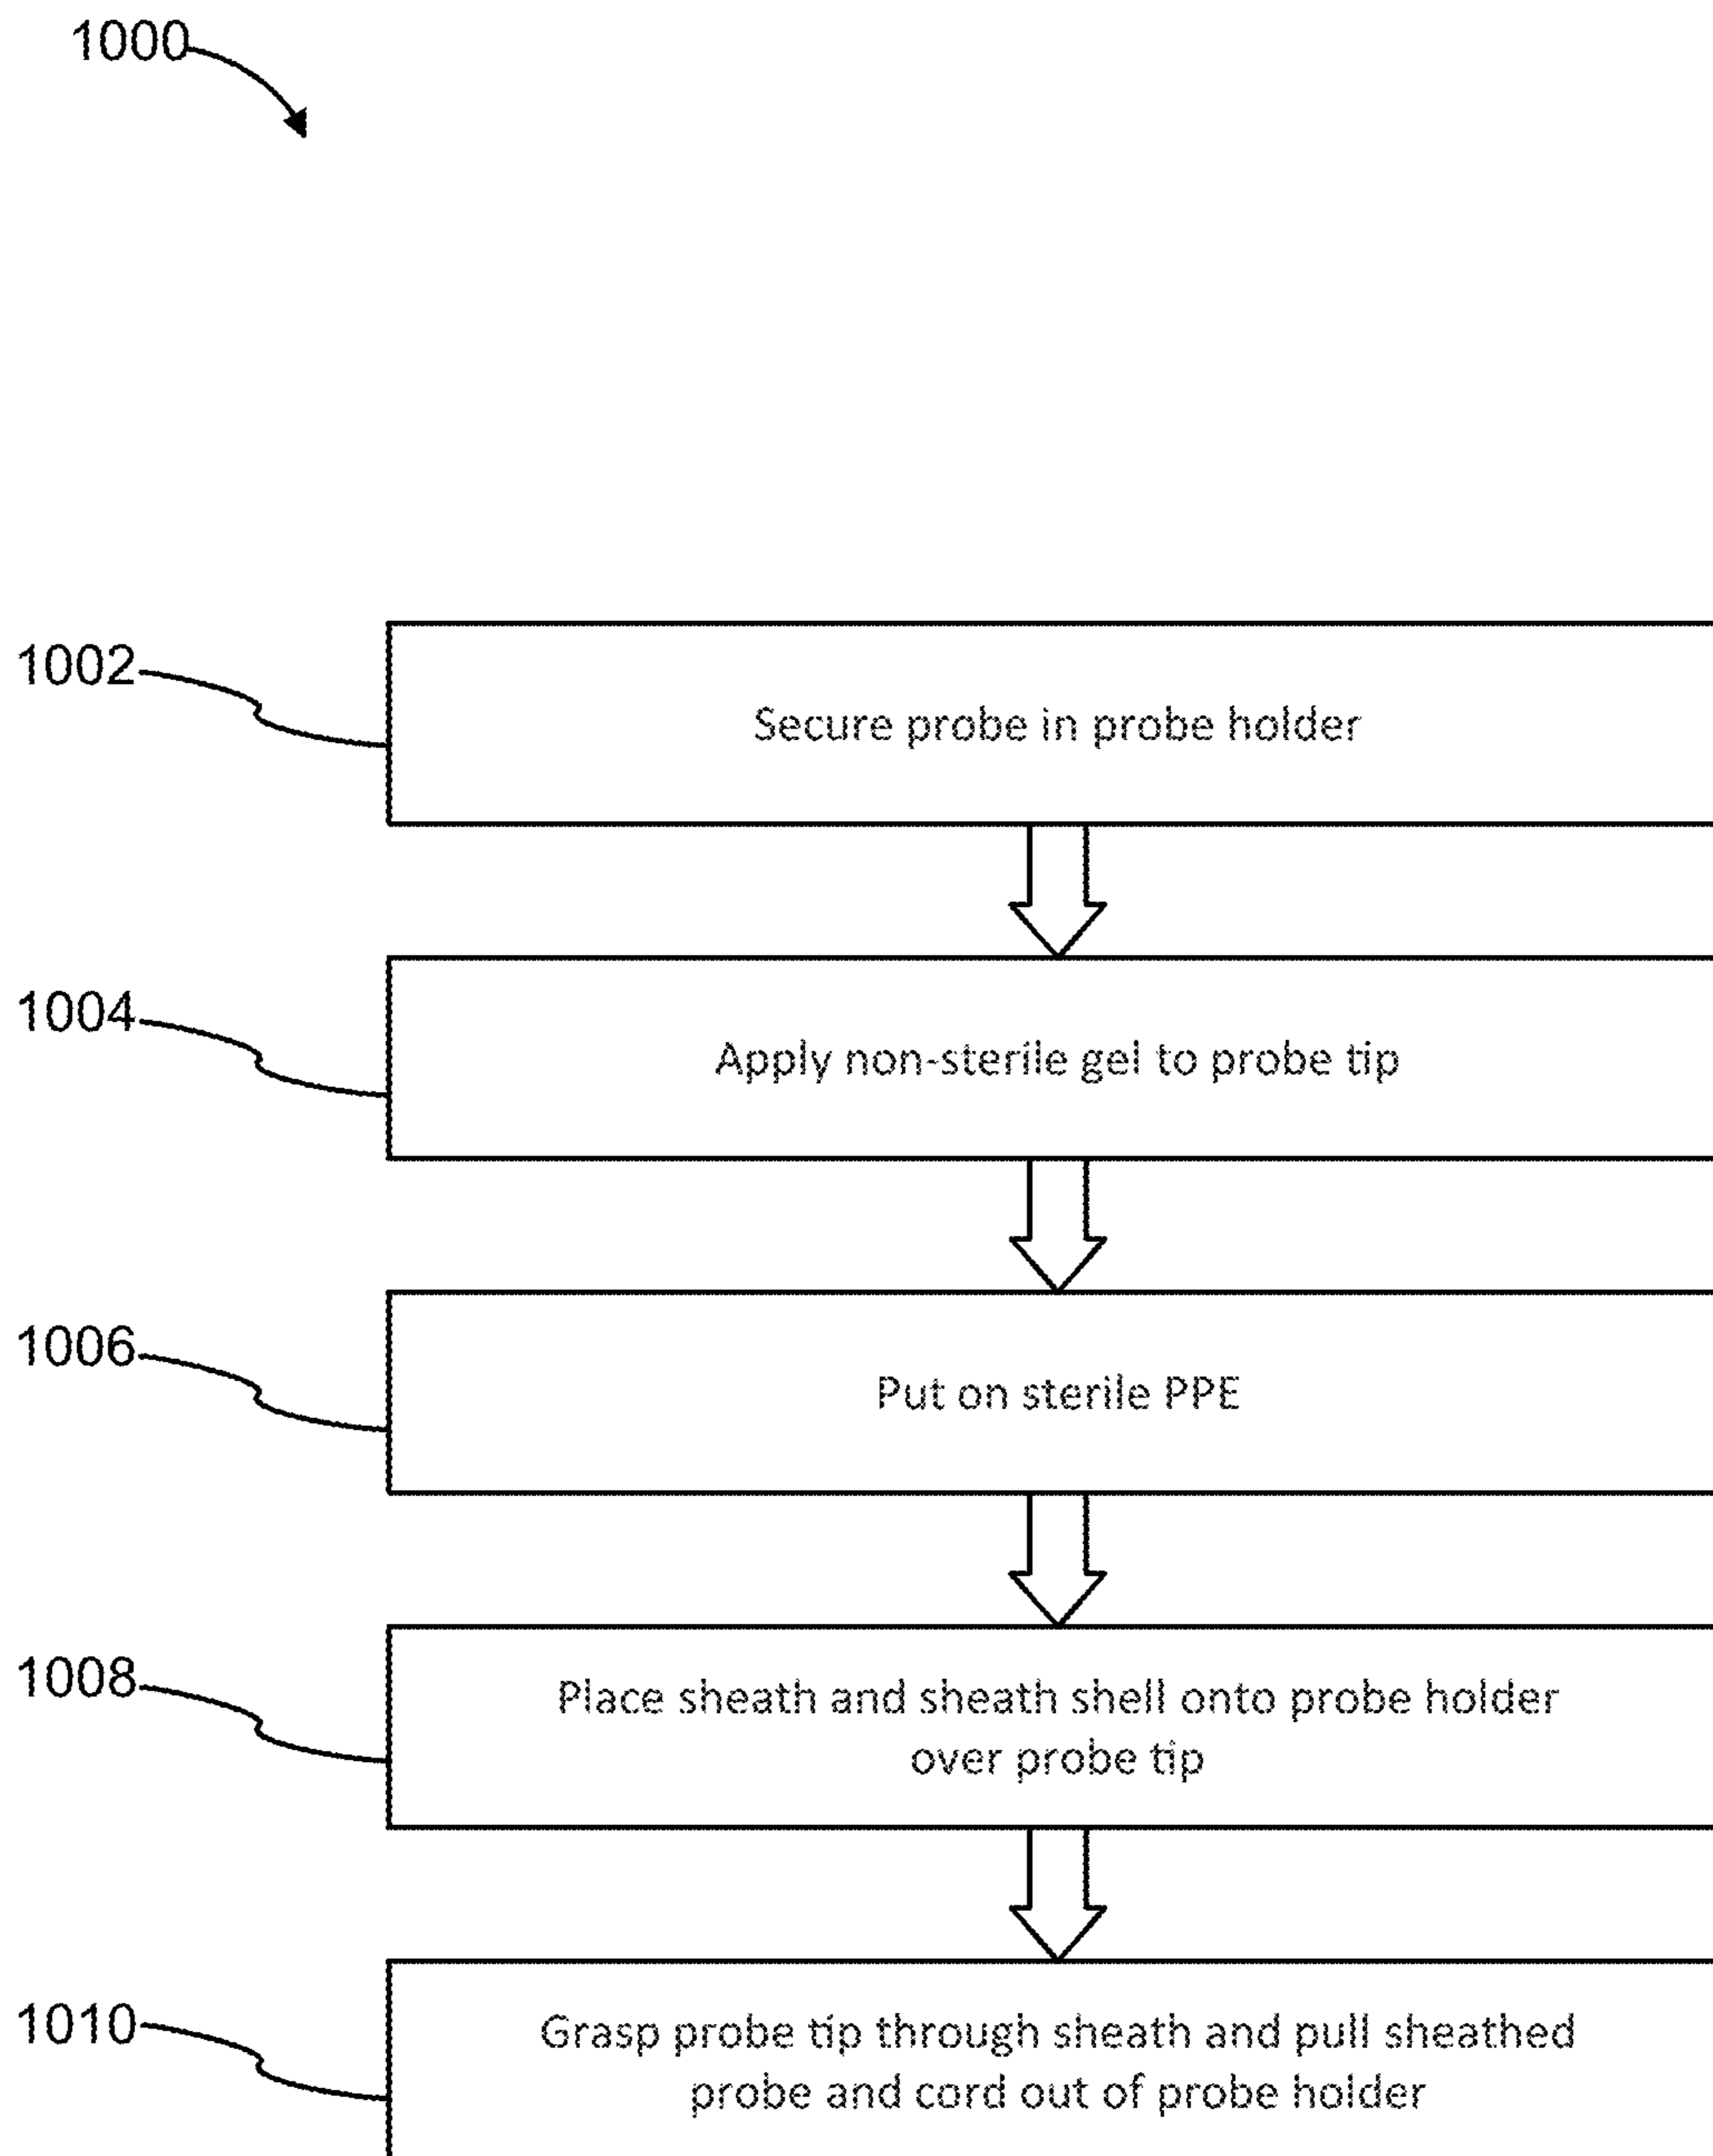 1000
1002
Secure probe in probe holder
1004
Apply non-sterile gel to probe tip
1006
Put on sterile PPE
1008
Place sheath and sheath shell onto probe holder
over probe tip
1010
Grasp probe tip through sheath and pull sheathed
probe and cord out of probe holder